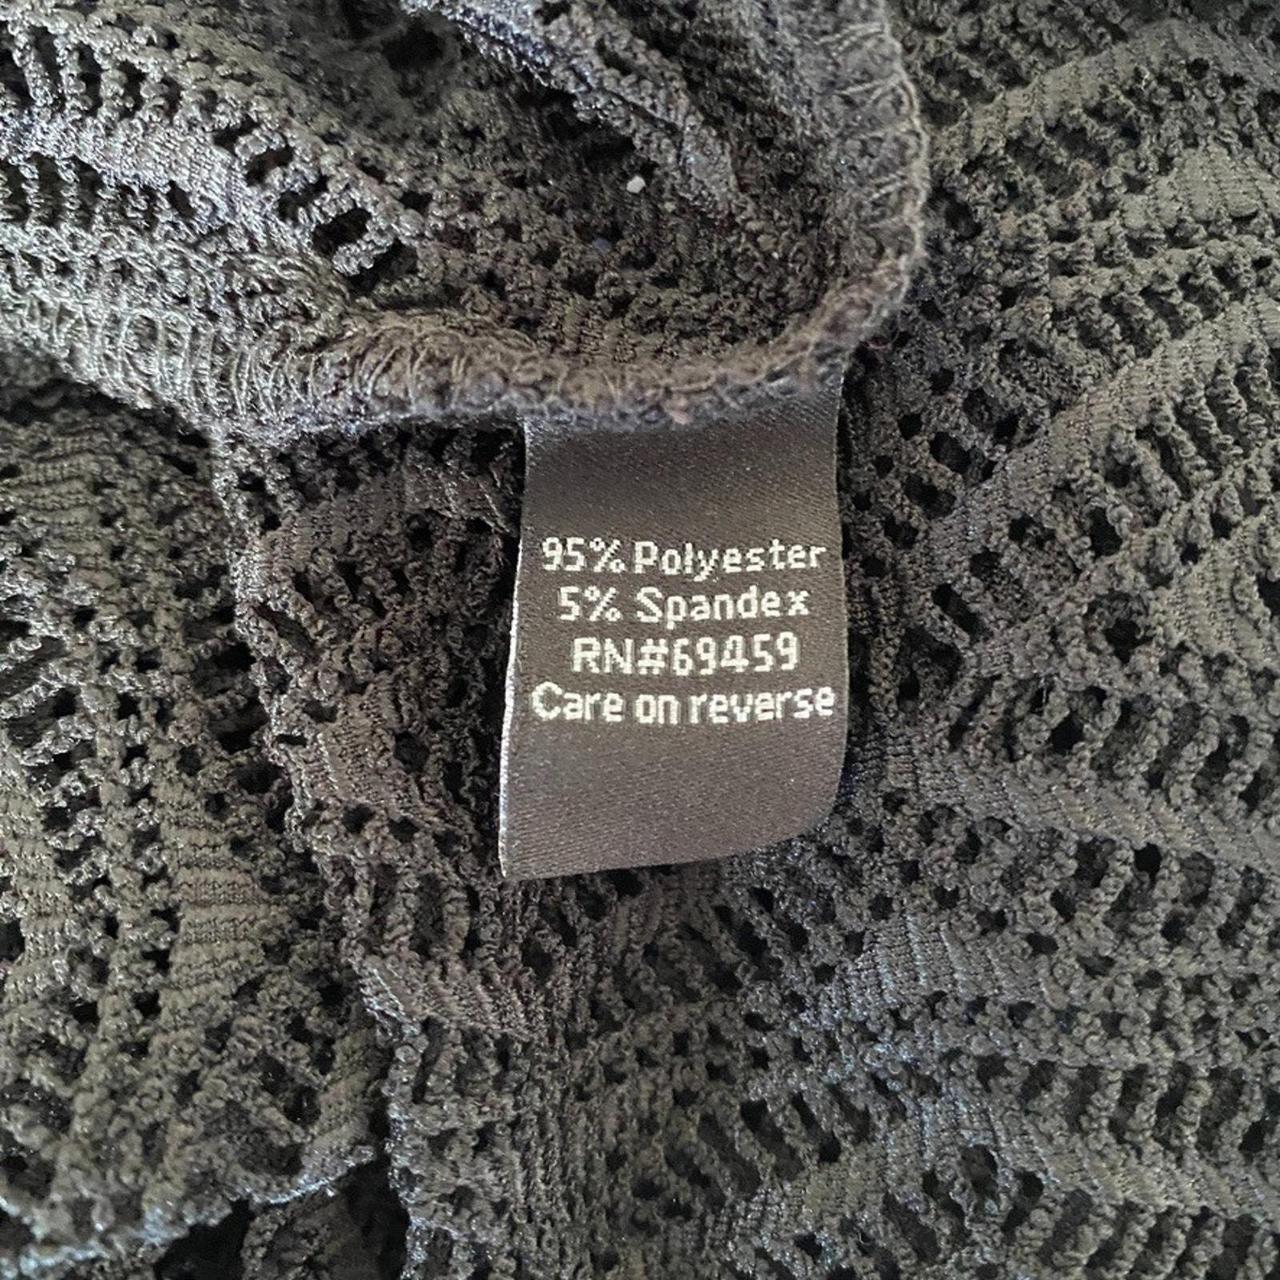 95% Polyester
5% Spandex
RN#69459
Care on reverse